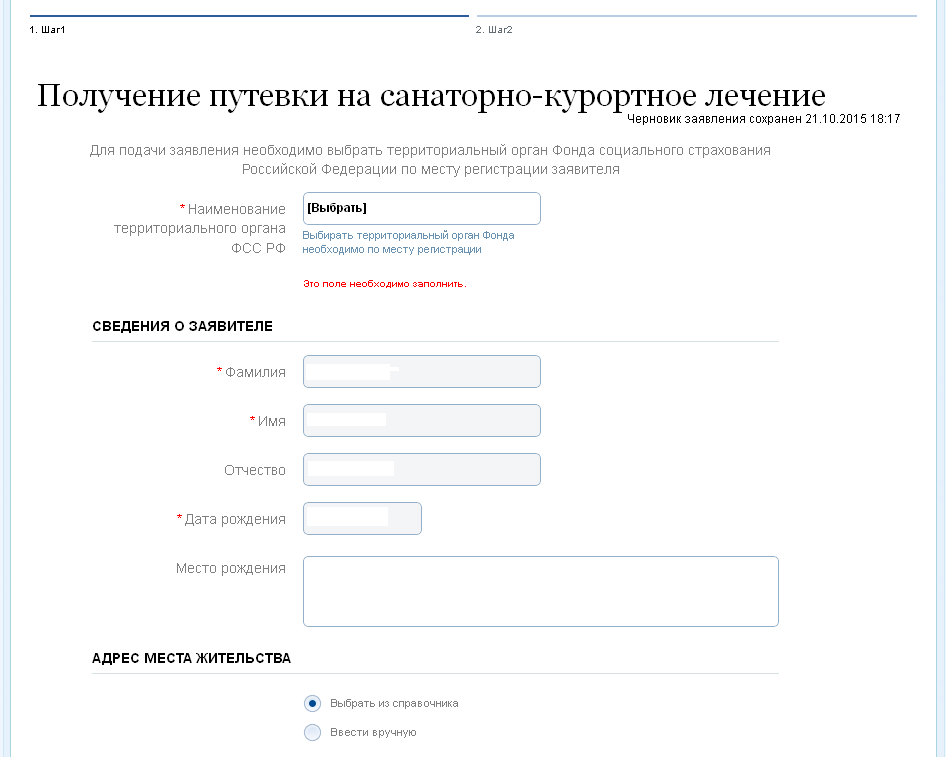 1. Шаг1
2. Шаг2
Получение путевки на санаторно-курортное лечение
Черновик заявления сохранен 21.10.2015 18:17
Для подачи заявления необходимо выбрать территориальный орган Фонда социального страхования
Российской Федерации по месту регистрации заявителя
* Наименование
территориального органа
ФСС РФ
[Выбрать]
Выбирать территориальный орган Фонда
необходимо по месту регистрации
Это поле необходимо заполнить.
СВЕДЕНИЯ О ЗАЯВИТЕЛЕ
* Фамилия
* Имя
Отчество
* Дата рождения
Место рождения
АДРЕС МЕСТА ЖИТЕЛЬСТВА
Выбрать из справочника
Ввести вручную